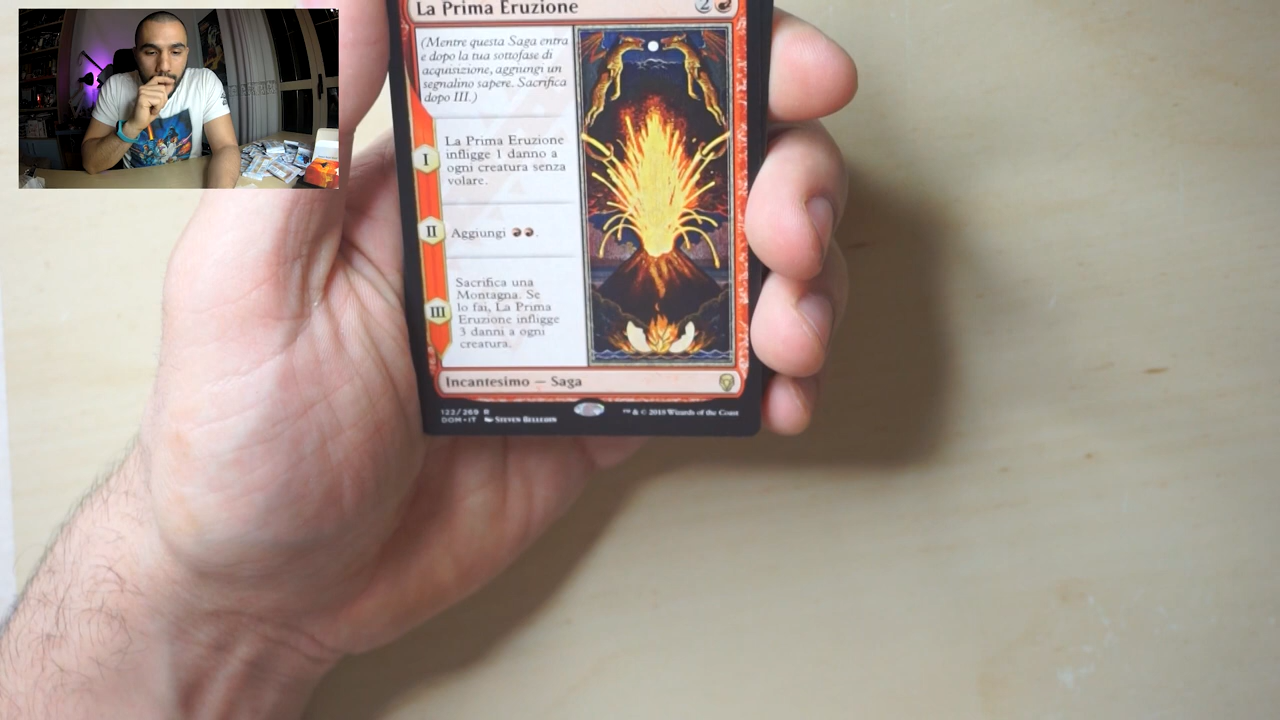 La Prima Eruzione 2
(Mentre questa Saga entra
e dopo la tua sottofase di
acquisizione, aggiungi un
segnalino sapere. Sacrifica
dopo III.)
I
La Prima Eruzione
infligge 1 danno a
ogni creatura senza
volare.
II
Aggiungi .
III
Sacrifica una
Montagna. Se
lo fai, La Prima
Eruzione infligge
3 danni a ogni
creatura.
Incantesimo — Saga
122/269 R
DOM • IT Steven Belledin
™ & © 2018 Wizards of the Coast